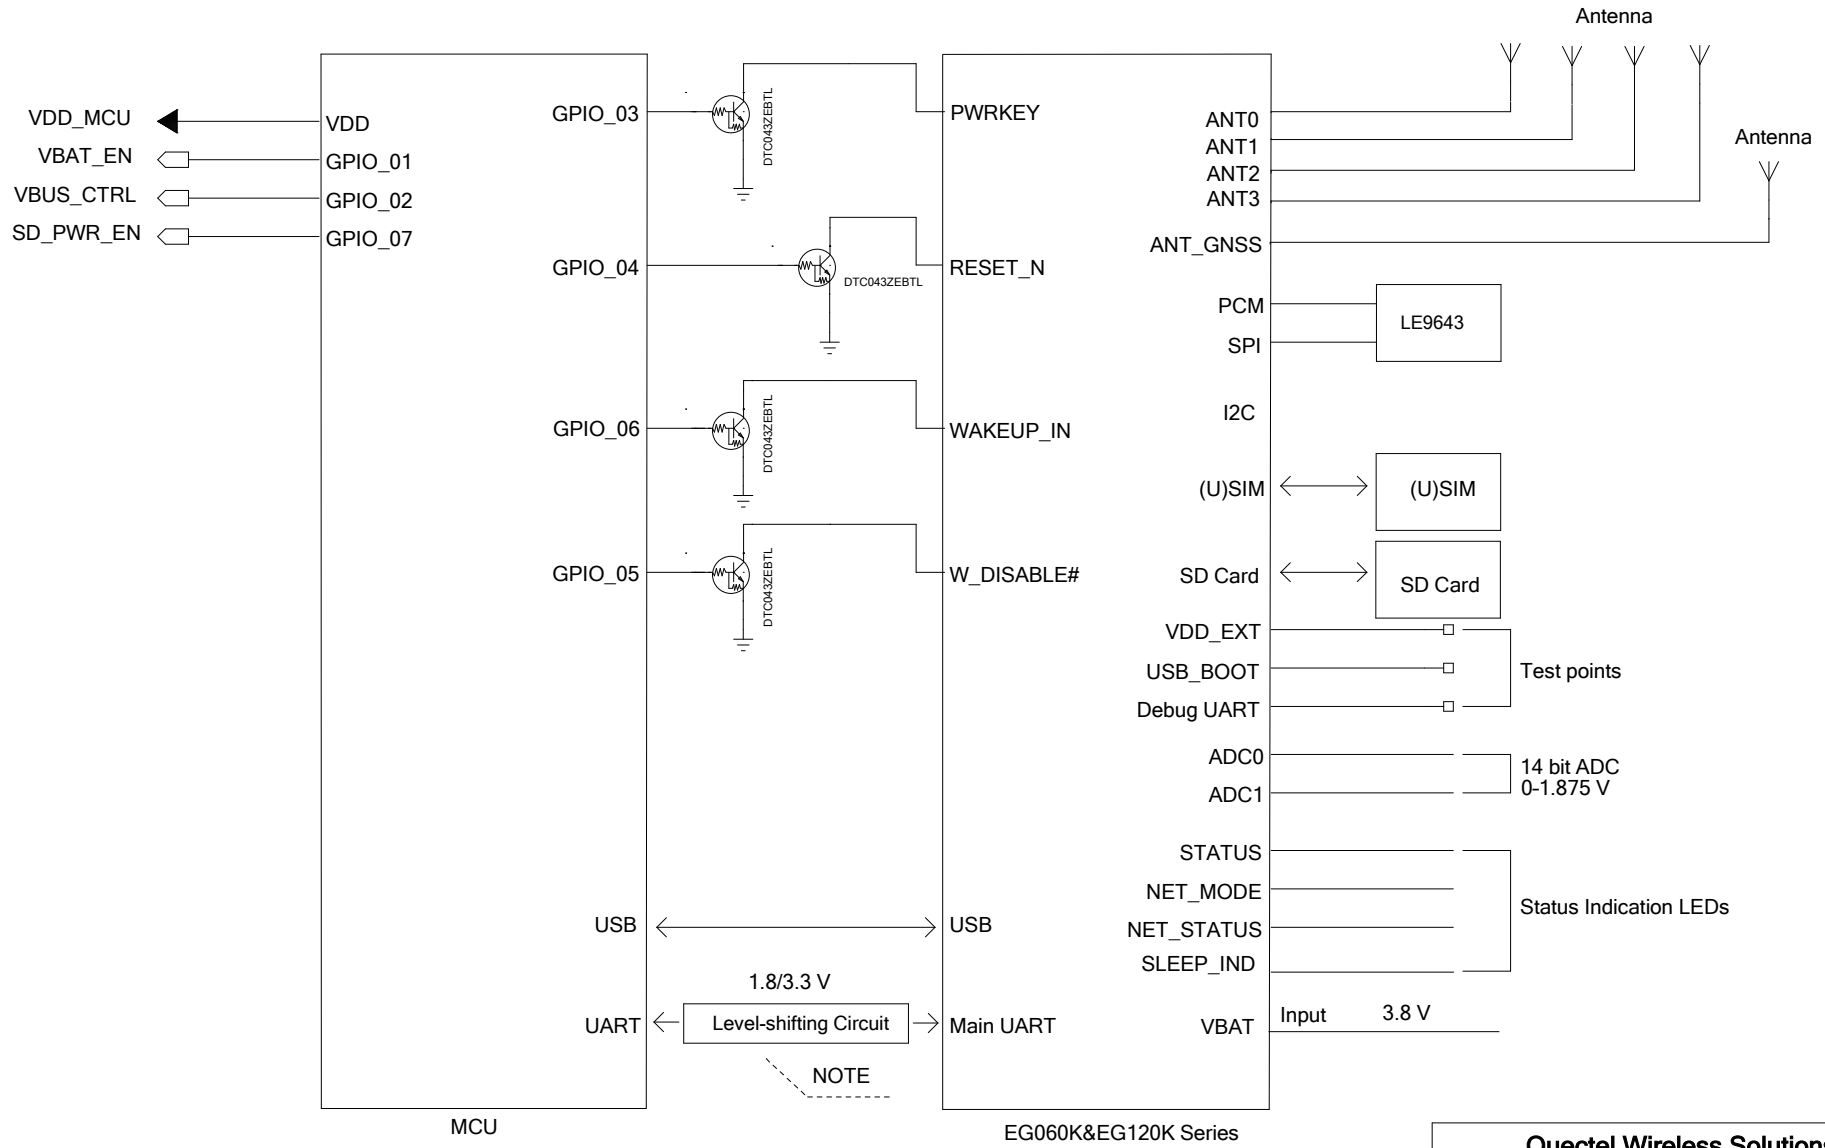 Antenna
Antenna
VDD_MCU
VBAT_EN
VBUS_CTRL
SD_PWR_EN
VDD
GPIO_01
GPIO_02
GPIO_07
GPIO_03
GPIO_04
GPIO_06
GPIO_05
USB
UART
MCU
DTC043ZEBTL
DTC043ZEBTL
DTC043ZEBTL
DTC043ZEBTL
1.8/3.3 V
Level-shifting Circuit
NOTE
PWRKEY
RESET_N
WAKEUP_IN
W_DISABLE#
USB
Main UART
ANT0
ANT1
ANT2
ANT3
ANT_GNSS
PCM
SPI
I2C
(U)SIM
SD Card
VDD_EXT
USB_BOOT
Debug UART
ADC0
ADC1
STATUS
NET_MODE
NET_STATUS
SLEEP_IND
VBAT
EG060K&EG120K Series
LE9643
(U)SIM
SD Card
Test points
14 bit ADC
0-1.875 V
Status Indication LEDs
Input 3.8 V
Quectel Wireless Solutions